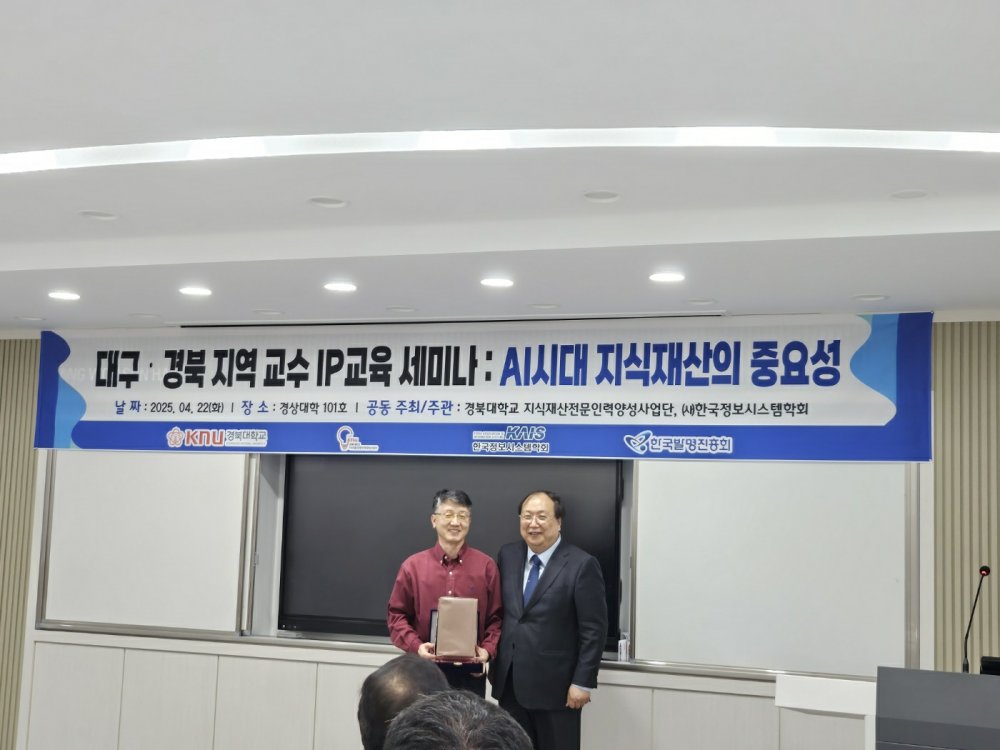 대구 · 경북 지역 교수 IP교육 세미나 : AI시대 지식재산의 중요성
날 짜 : 2025. 04. 22(화) ㅣ 장 소 : 경상대학 101호 ㅣ 공동 주최/주관 : 경북대학교 지식재산전문인력양성사업단, (사)한국정보시스템학회
KNU 경북대학교
KAIS
한국정보시스템학회
한국발명진흥회